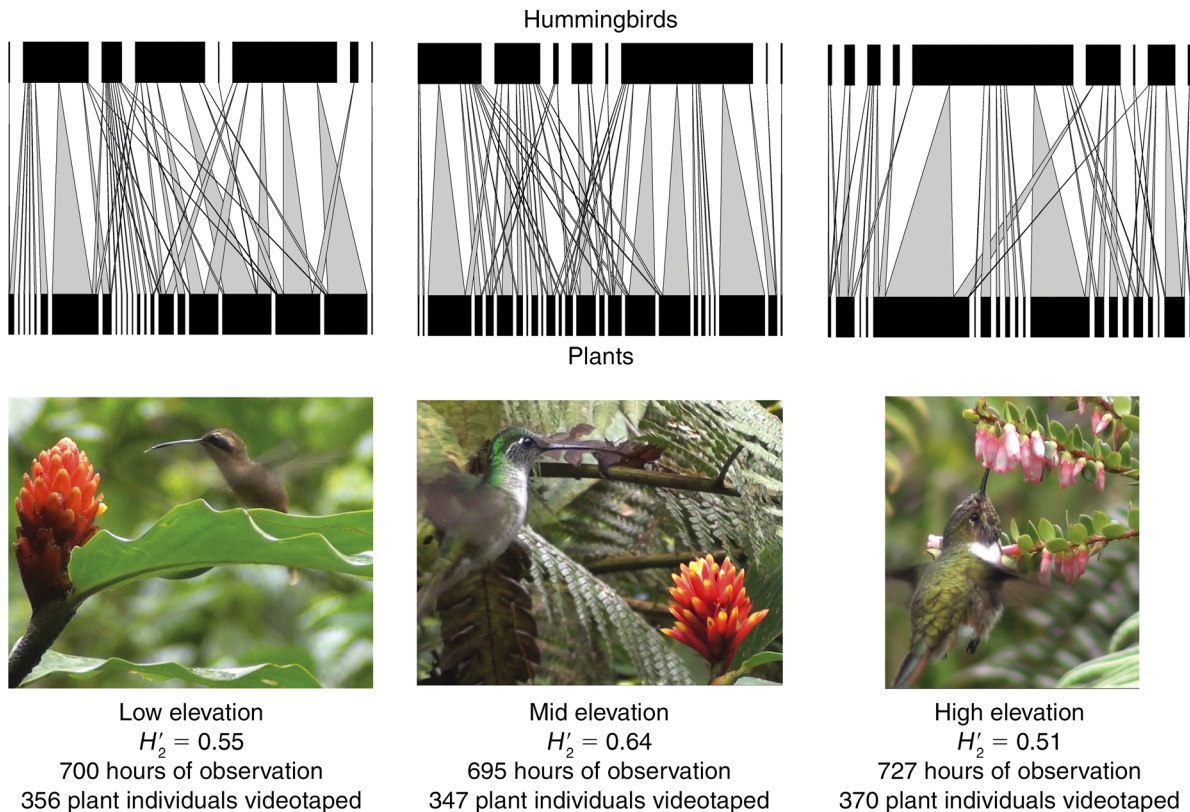 Hummingbirds
Plants
Low elevation
H′₂ = 0.55
700 hours of observation
356 plant individuals videotaped
Mid elevation
H′₂ = 0.64
695 hours of observation
347 plant individuals videotaped
High elevation
H′₂ = 0.51
727 hours of observation
370 plant individuals videotaped